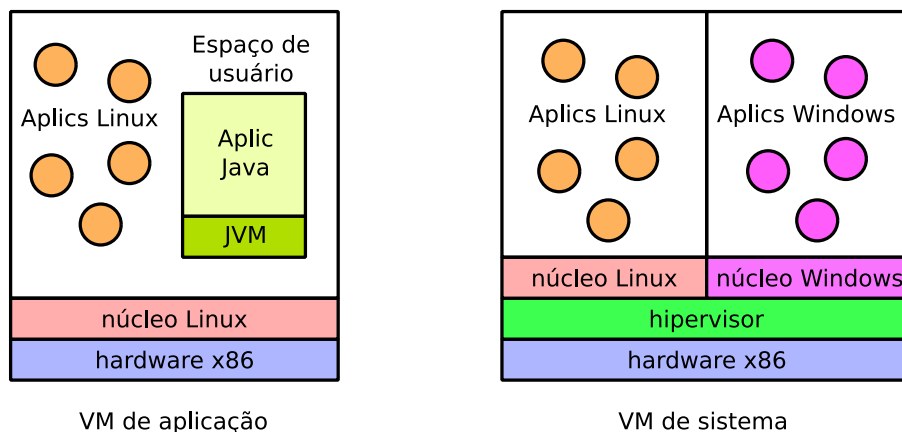 Espaço de
usuário
Aplics Linux
Aplic
Java
JVM
núcleo Linux
hardware x86
VM de aplicação
Aplics Linux
Aplics Windows
núcleo Linux
núcleo Windows
hipervisor
hardware x86
VM de sistema